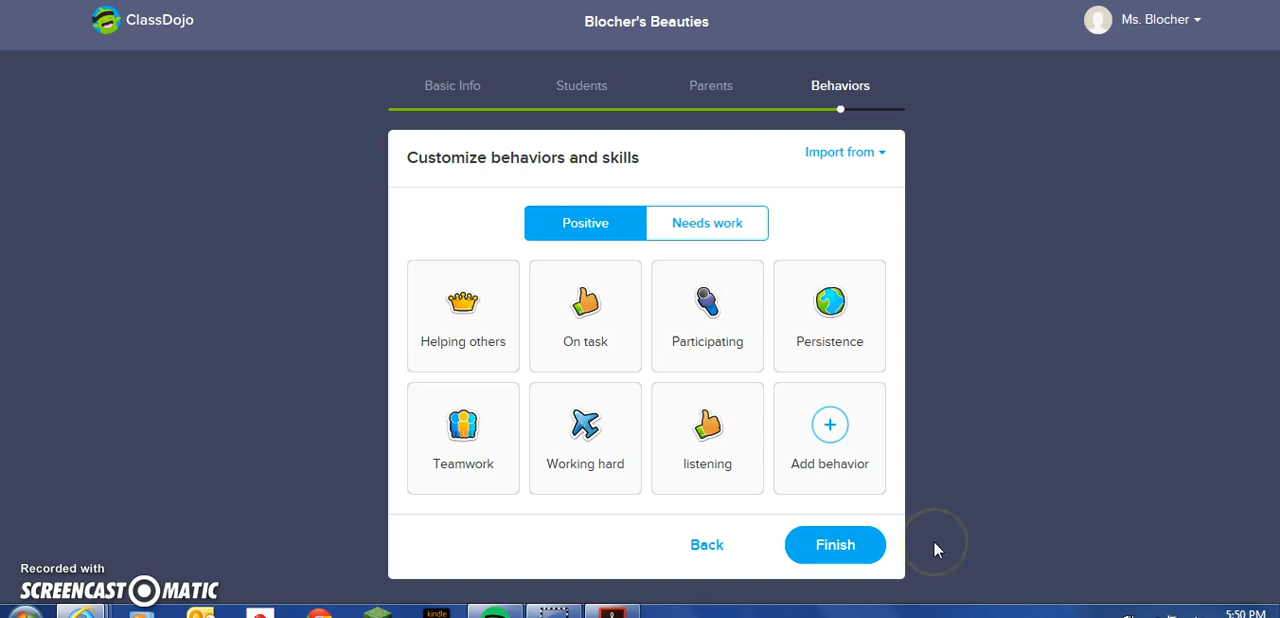 ClassDojo
Blocher's Beauties
Ms. Blocher
Basic Info
Students
Parents
Behaviors
Customize behaviors and skills
Import from
Positive
Needs work
Helping others
On task
Participating
Persistence
Teamwork
Working hard
listening
Add behavior
Back
Finish
Recorded with
SCREENCAST MATIC
kindle
5:50 PM